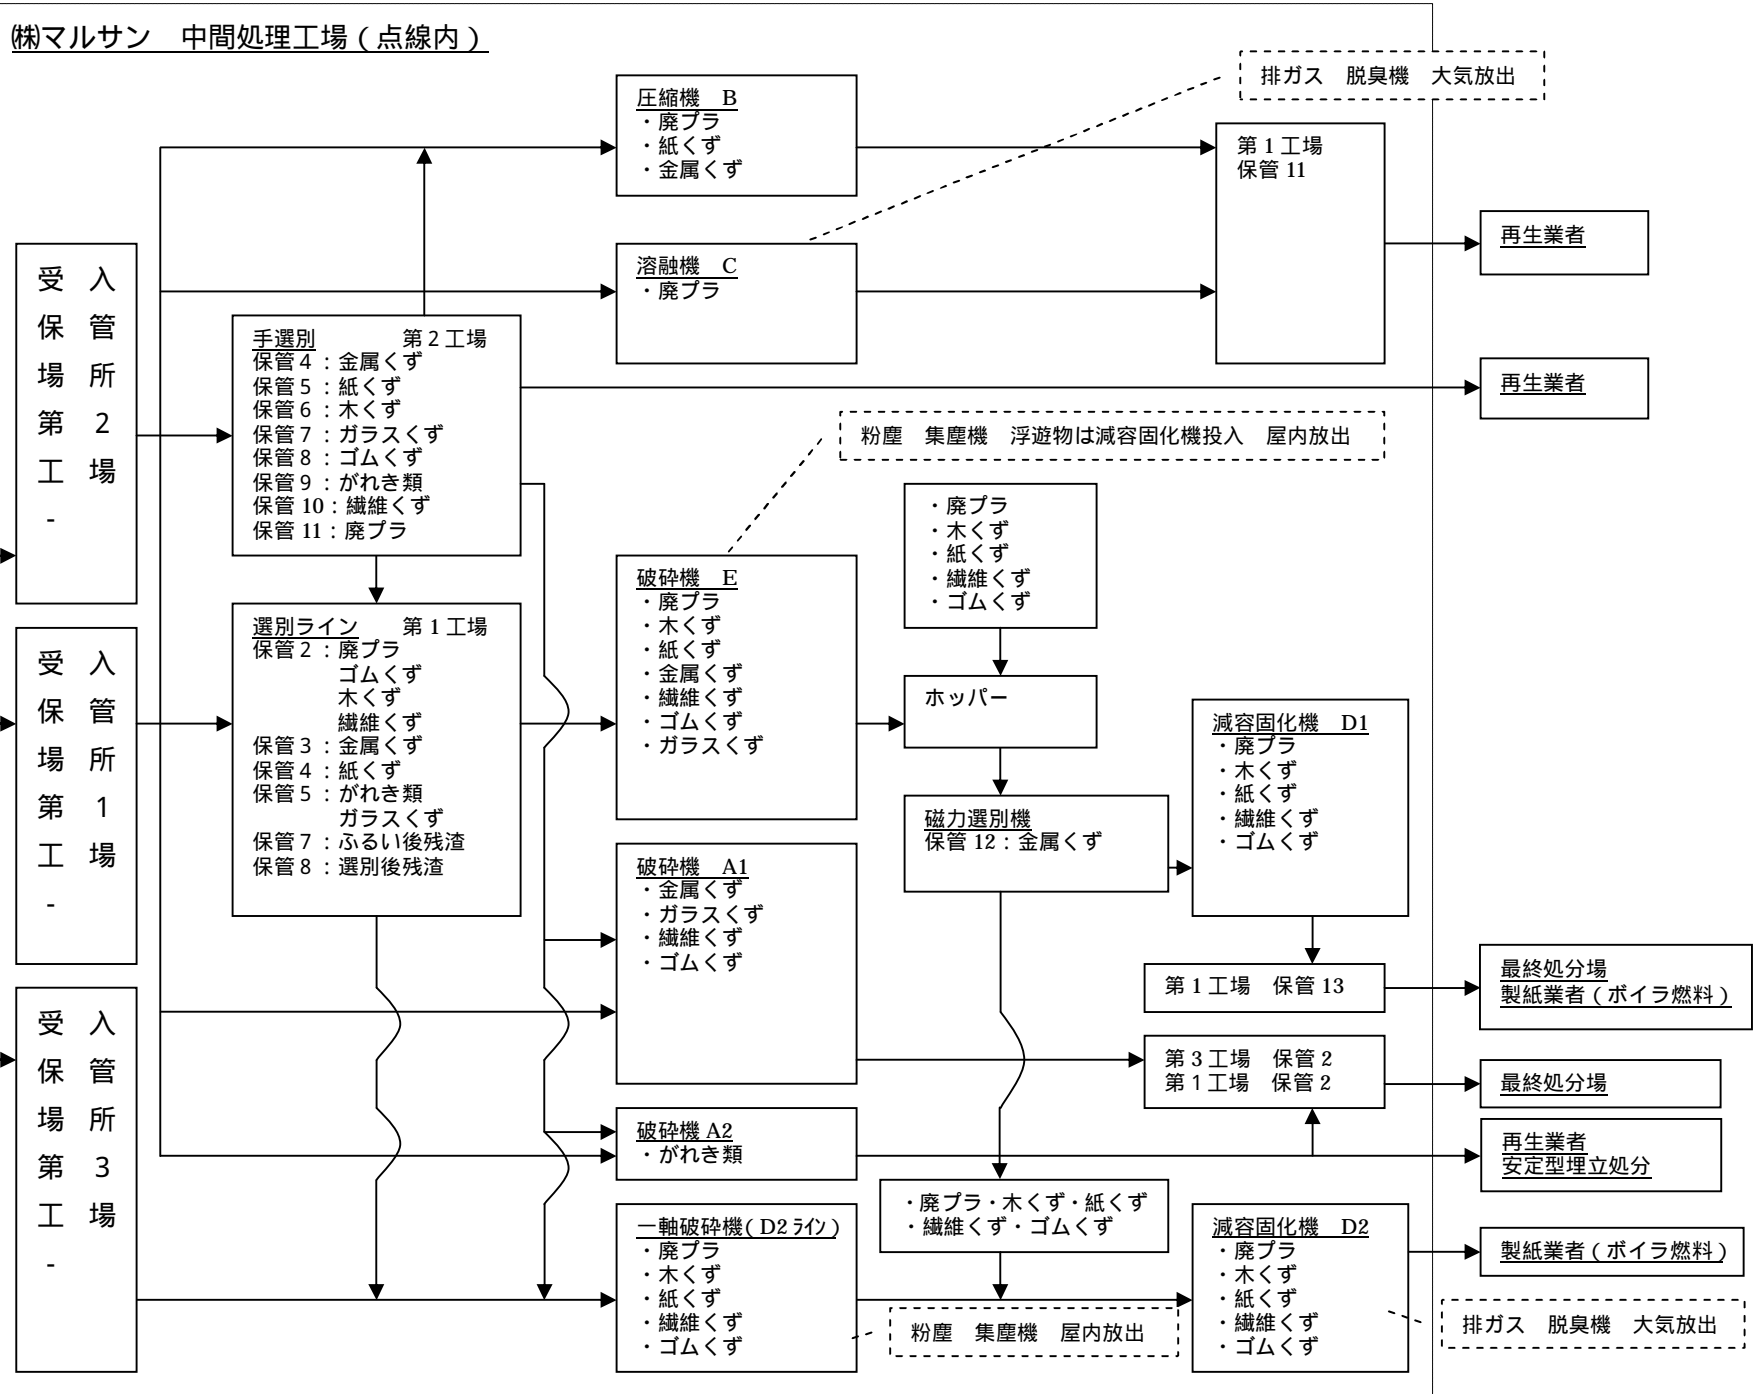 ㈱マルサン　中間処理工場（点線内）
排ガス　脱臭機　大気放出
圧縮機　B
・廃プラ
・紙くず
・金属くず
第1工場
保管11
再生業者
溶融機　C
・廃プラ
再生業者
受　入
保　管
場　所
第　2
工　場
-
手選別　　　　第2工場
保管4：金属くず
保管5：紙くず
保管6：木くず
保管7：ガラスくず
保管8：ゴムくず
保管9：がれき類
保管10：繊維くず
保管11：廃プラ
粉塵　集塵機　浮遊物は減容固化機投入　屋内放出
・廃プラ
・木くず
・紙くず
・繊維くず
・ゴムくず
受　入
保　管
場　所
第　1
工　場
-
選別ライン　　第1工場
保管2：廃プラ
ゴムくず
木くず
繊維くず
保管3：金属くず
保管4：紙くず
保管5：がれき類
ガラスくず
保管7：ふるい後残渣
保管8：選別後残渣
破砕機　E
・廃プラ
・木くず
・紙くず
・金属くず
・繊維くず
・ゴムくず
・ガラスくず
ホッパー
磁力選別機
保管12：金属くず
減容固化機　D1
・廃プラ
・木くず
・紙くず
・繊維くず
・ゴムくず
破砕機　A1
・金属くず
・ガラスくず
・繊維くず
・ゴムくず
第1工場　保管13
最終処分場
製紙業者（ボイラ燃料）
受　入
保　管
場　所
第　3
工　場
-
第3工場　保管2
第1工場　保管2
最終処分場
破砕機A2
・がれき類
再生業者
安定型埋立処分
・廃プラ・木くず・紙くず
・繊維くず・ゴムくず
一軸破砕機（D2ﾗｲﾝ）
・廃プラ
・木くず
・紙くず
・繊維くず
・ゴムくず
粉塵　集塵機　屋内放出
減容固化機　D2
・廃プラ
・木くず
・紙くず
・繊維くず
・ゴムくず
製紙業者（ボイラ燃料）
排ガス　脱臭機　大気放出